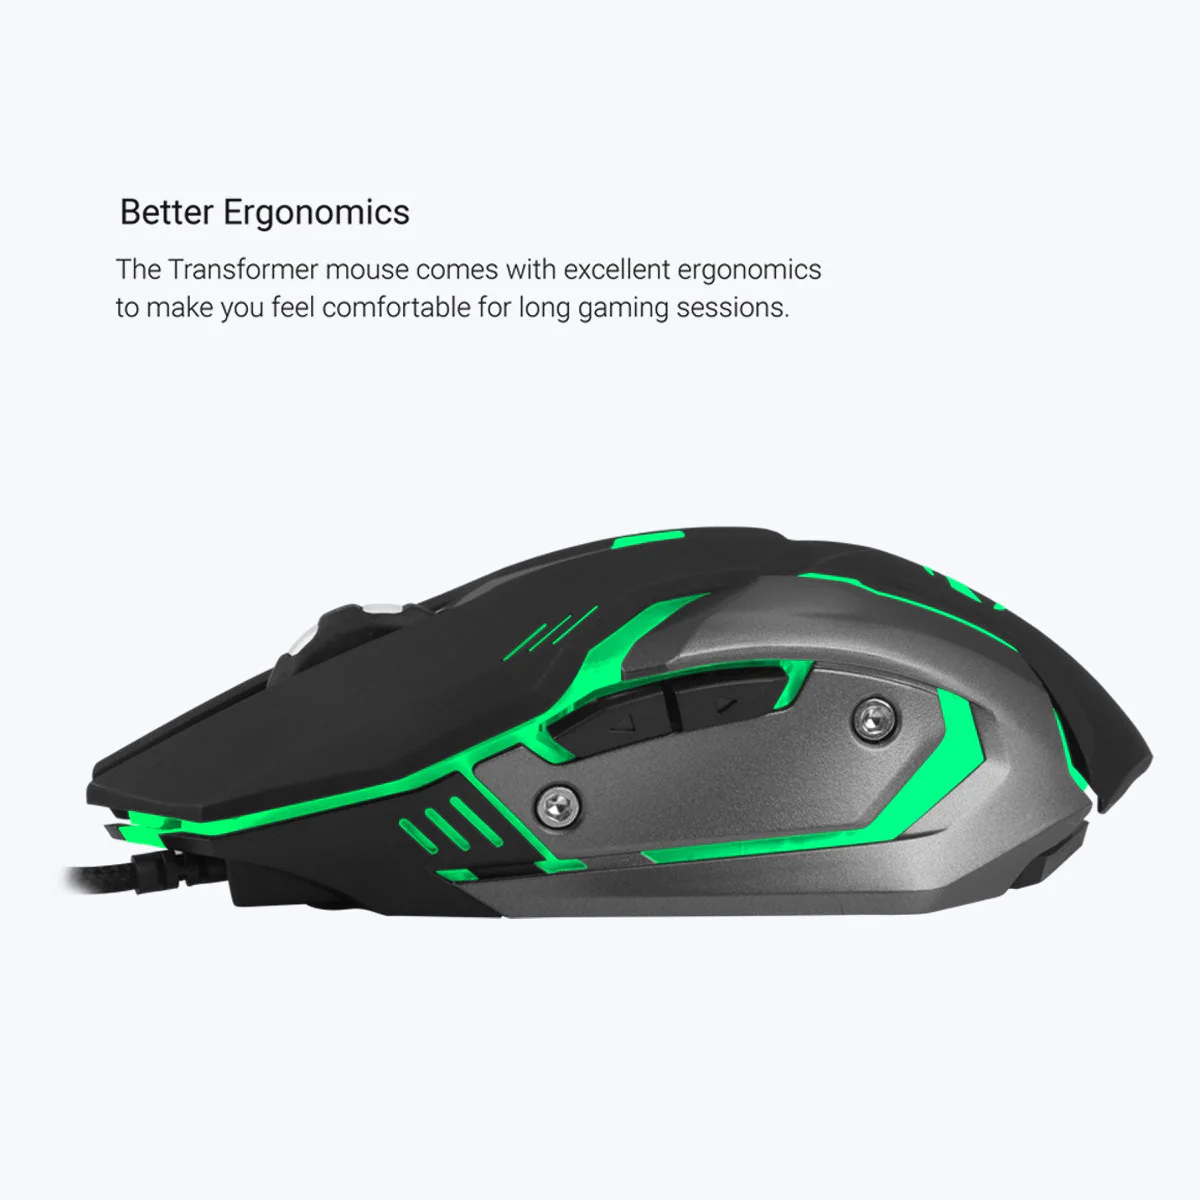 Better Ergonomics
The Transformer mouse comes with excellent ergonomics
to make you feel comfortable for long gaming sessions.